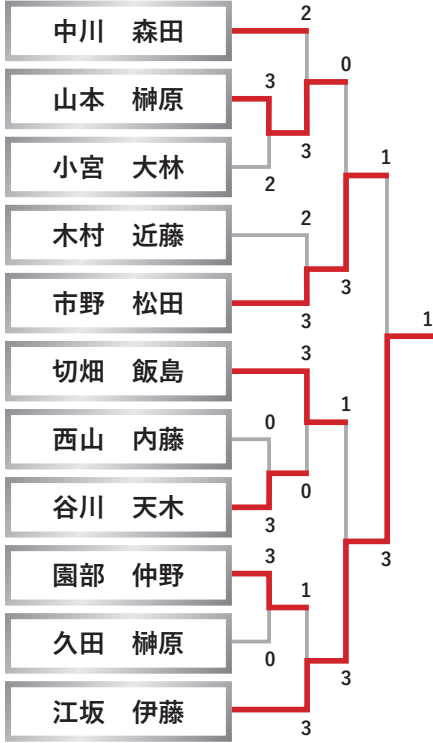 中川　森田
山本　榊原
小宮　大林
木村　近藤
市野　松田
切畑　飯島
西山　内藤
谷川　天木
園部　仲野
久田　榊原
江坂　伊藤
2
3
2
3
2
3
0
3
3
0
0
3
3
0
1
3
1
3
1
3
1